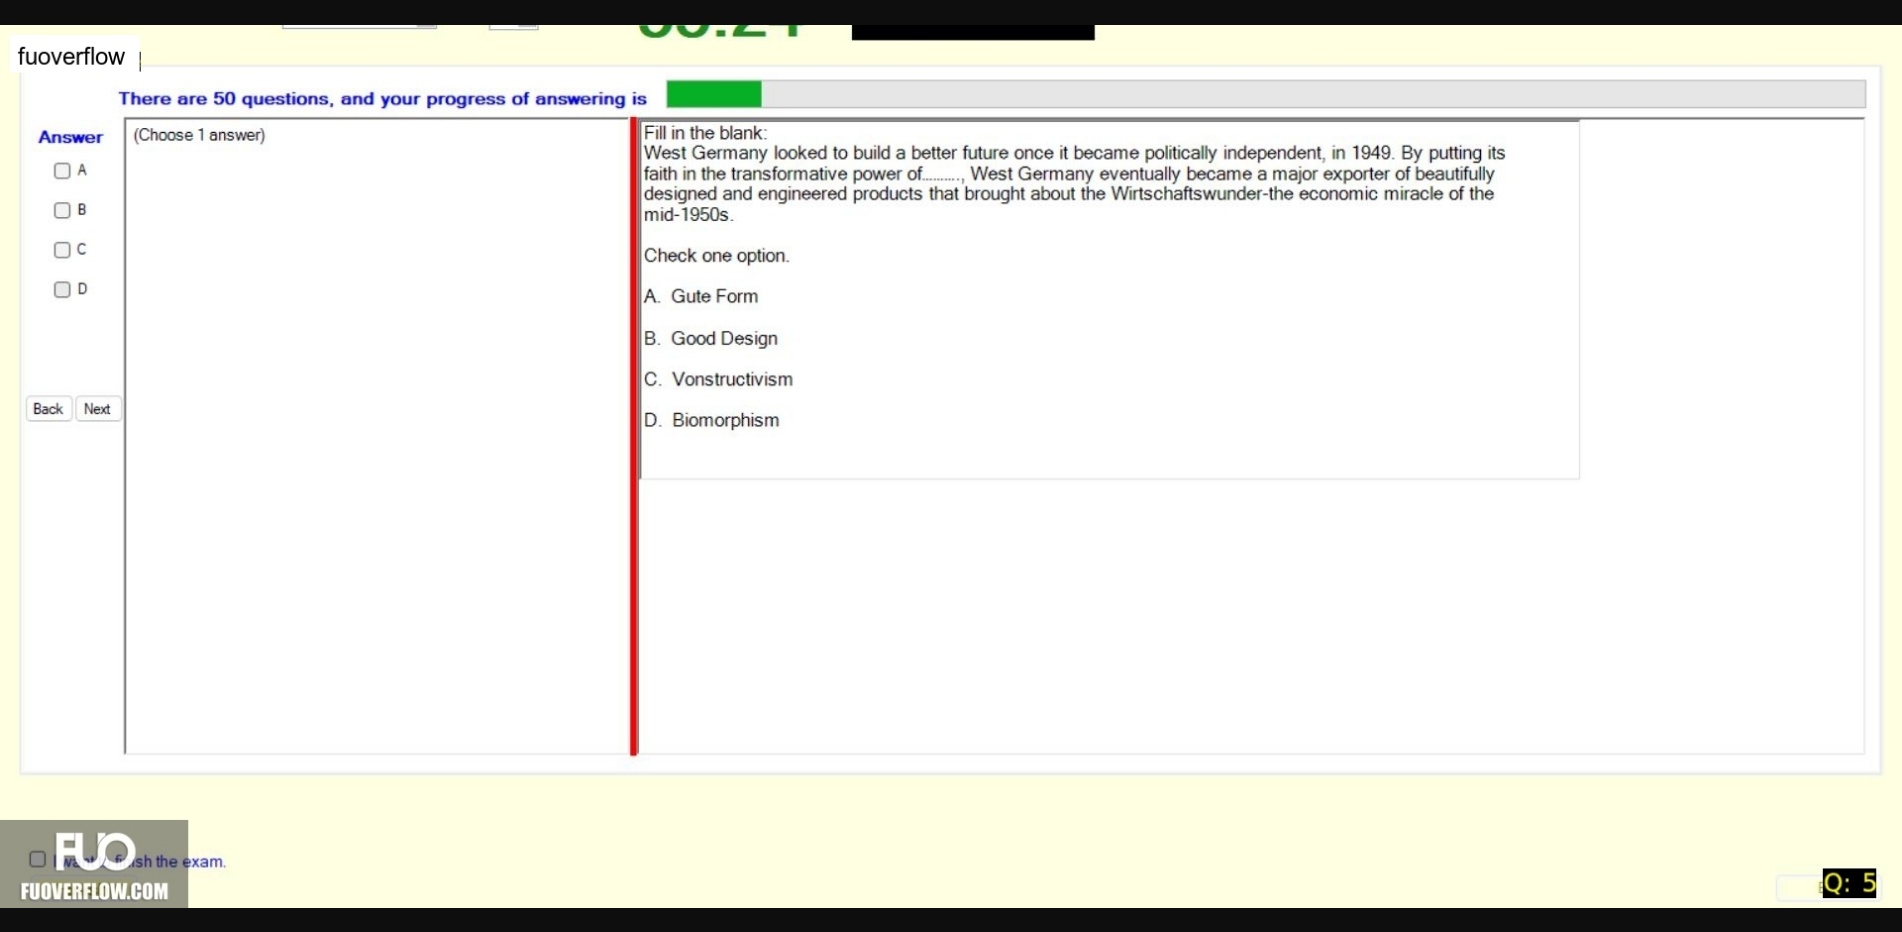 fuoverflow
There are 50 questions, and your progress of answering is
Answer
(Choose 1 answer)
A
B
C
D
Back Next
Fill in the blank:
West Germany looked to build a better future once it became politically independent, in 1949. By putting its
faith in the transformative power of.........., West Germany eventually became a major exporter of beautifully
designed and engineered products that brought about the Wirtschaftswunder-the economic miracle of the
mid-1950s.
Check one option.
A. Gute Form
B. Good Design
C. Vonstructivism
D. Biomorphism
FUO
the exam.
FUOVERFLOW.COM
Q: 5